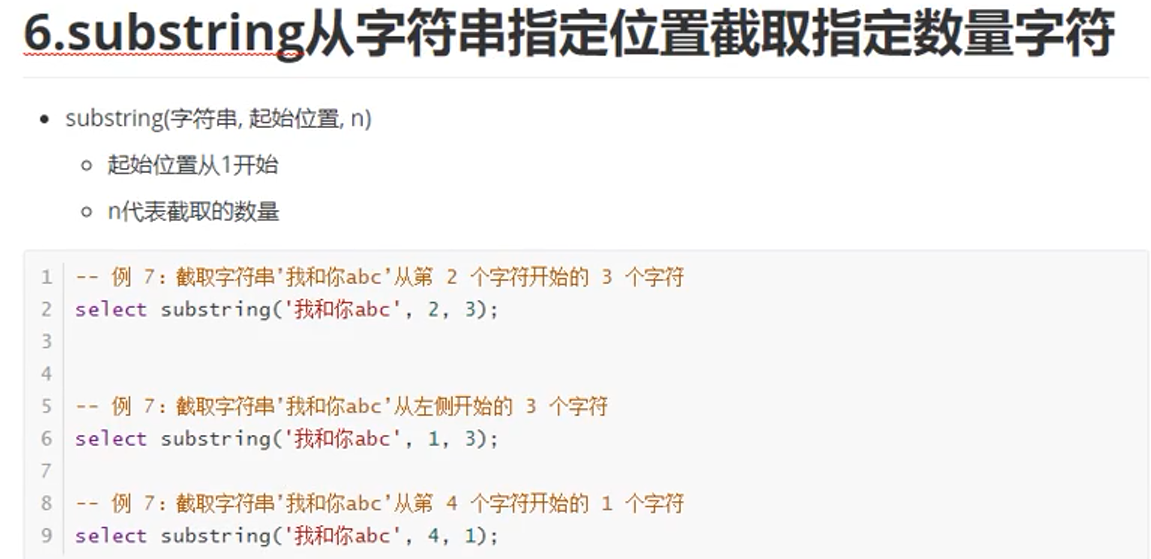 6.substring从字符串指定位置截取指定数量字符
substring(字符串, 起始位置, n)
起始位置从1开始
n代表截取的数量
1 -- 例 7：截取字符串'我和你abc'从第 2 个字符开始的 3 个字符
2 select substring('我和你abc', 2, 3);
3
4
5 -- 例 7：截取字符串'我和你abc'从左侧开始的 3 个字符
6 select substring('我和你abc', 1, 3);
7
8 -- 例 7：截取字符串'我和你abc'从第 4 个字符开始的 1 个字符
9 select substring('我和你abc', 4, 1);